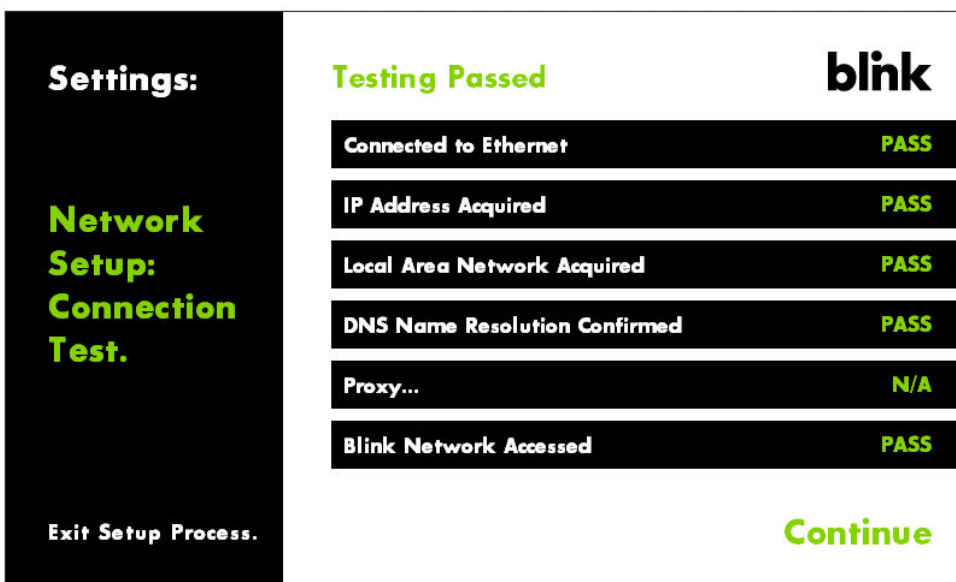 Settings:
Network
Setup:
Connection
Test.
Exit Setup Process.
Testing Passed
blink
Connected to Ethernet PASS
IP Address Acquired PASS
Local Area Network Acquired PASS
DNS Name Resolution Confirmed PASS
Proxy... N/A
Blink Network Accessed PASS
Continue